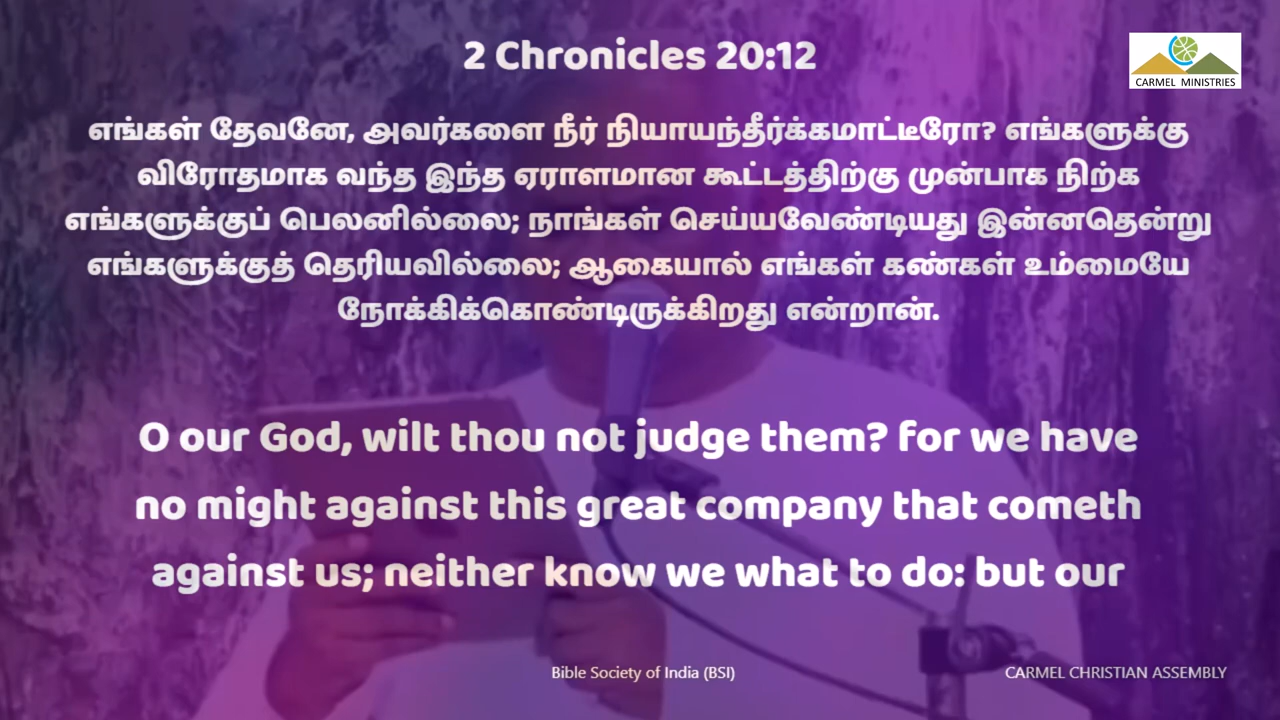 2 Chronicles 20:12
CARMEL MINISTRIES
எங்கள் தேவனே, அவர்களை நீர் நியாயந்தீர்க்கமாட்டீரோ? எங்களுக்கு
விரோதமாக வந்த இந்த ஏராளமான கூட்டத்திற்கு முன்பாக நிற்க
எங்களுக்குப் பெலனில்லை; நாங்கள் செய்யவேண்டியது இன்னதென்று
எங்களுக்குத் தெரியவில்லை; ஆகையால் எங்கள் கண்கள் உம்மையே
நோக்கிக்கொண்டிருக்கிறது என்றான்.
O our God, wilt thou not judge them? for we have
no might against this great company that cometh
against us; neither know we what to do: but our
Bible Society of India (BSI)
CARMEL CHRISTIAN ASSEMBLY